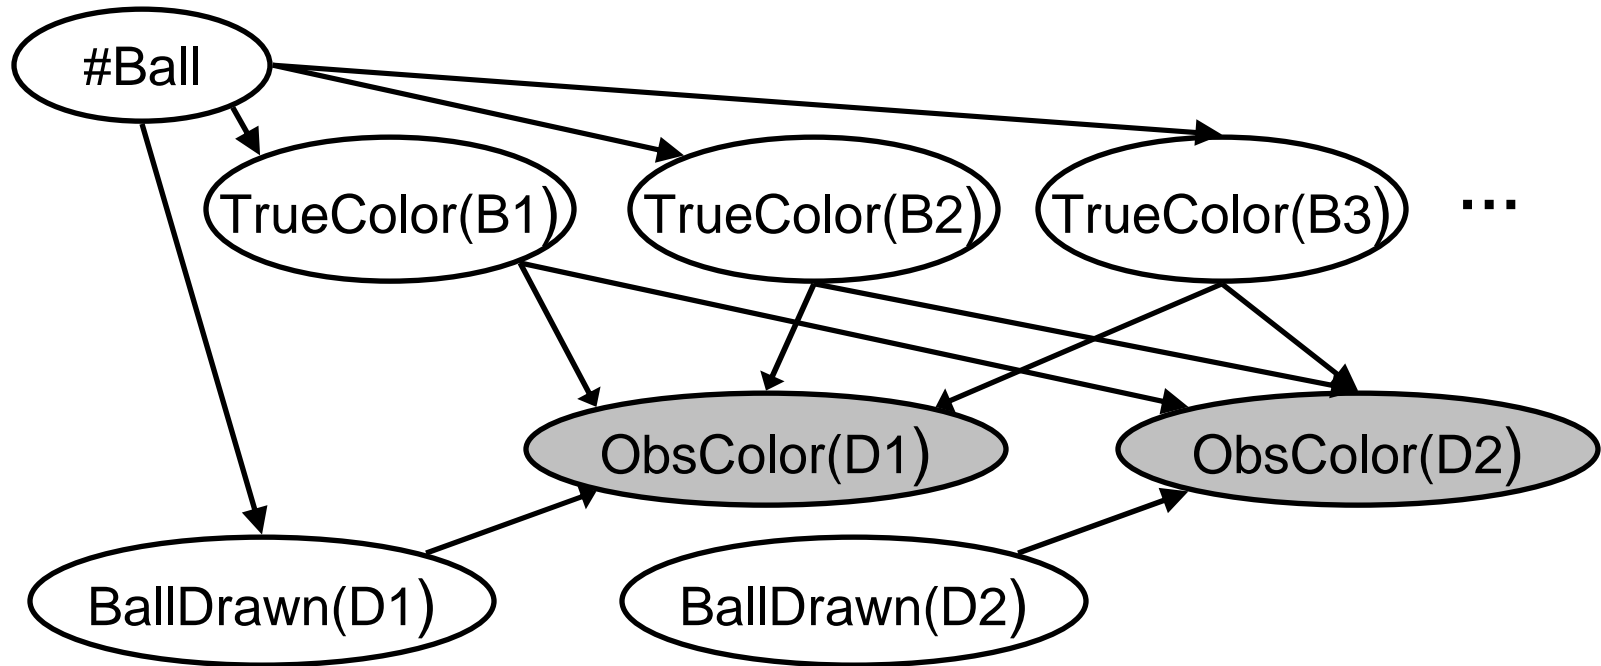 #Ball
TrueColor(B1)
TrueColor(B2)
TrueColor(B3)
...
ObsColor(D1)
ObsColor(D2)
BallDrawn(D1)
BallDrawn(D2)